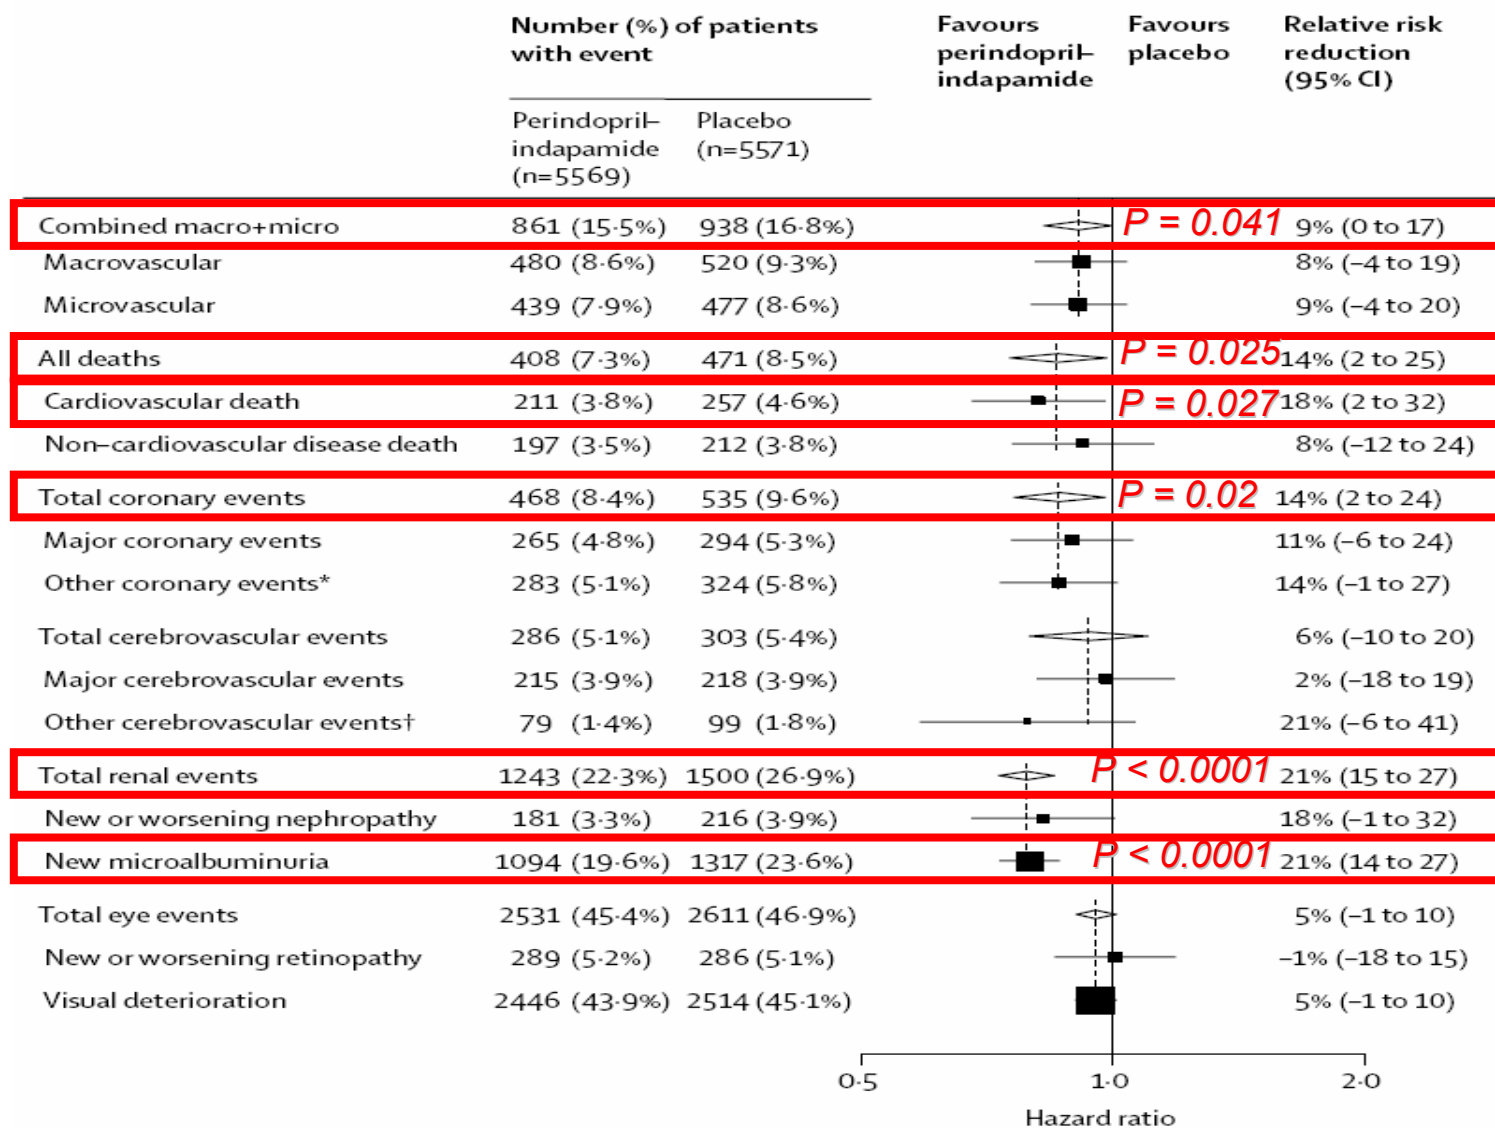 Number (%) of patients with event
Favours perindopril– indapamide
Favours placebo
Relative risk reduction (95% CI)
Perindopril– indapamide (n=5569)
Placebo (n=5571)
Combined macro+micro 861 (15·5%) 938 (16·8%) P = 0.041 9% (0 to 17)
Macrovascular 480 (8·6%) 520 (9·3%) 8% (–4 to 19)
Microvascular 439 (7·9%) 477 (8·6%) 9% (–4 to 20)
All deaths 408 (7·3%) 471 (8·5%) P = 0.025 14% (2 to 25)
Cardiovascular death 211 (3·8%) 257 (4·6%) P = 0.027 18% (2 to 32)
Non–cardiovascular disease death 197 (3·5%) 212 (3·8%) 8% (–12 to 24)
Total coronary events 468 (8·4%) 535 (9·6%) P = 0.02 14% (2 to 24)
Major coronary events 265 (4·8%) 294 (5·3%) 11% (–6 to 24)
Other coronary events* 283 (5·1%) 324 (5·8%) 14% (–1 to 27)
Total cerebrovascular events 286 (5·1%) 303 (5·4%) 6% (–10 to 20)
Major cerebrovascular events 215 (3·9%) 218 (3·9%) 2% (–18 to 19)
Other cerebrovascular events† 79 (1·4%) 99 (1·8%) 21% (–6 to 41)
Total renal events 1243 (22·3%) 1500 (26·9%) P < 0.0001 21% (15 to 27)
New or worsening nephropathy 181 (3·3%) 216 (3·9%) 18% (–1 to 32)
New microalbuminuria 1094 (19·6%) 1317 (23·6%) P < 0.0001 21% (14 to 27)
Total eye events 2531 (45·4%) 2611 (46·9%) 5% (–1 to 10)
New or worsening retinopathy 289 (5·2%) 286 (5·1%) –1% (–18 to 15)
Visual deterioration 2446 (43·9%) 2514 (45·1%) 5% (–1 to 10)
0·5 1·0 2·0
Hazard ratio